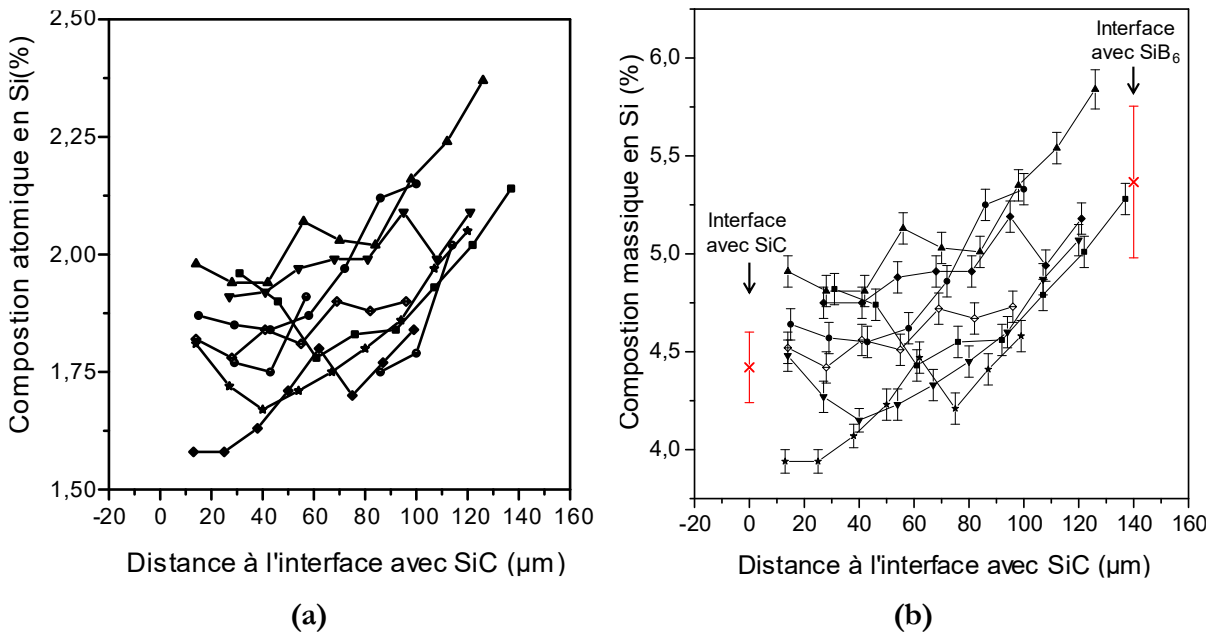 2,50
2,25
2,00
1,75
1,50
Compostion atomique en Si(%)
-20 0 20 40 60 80 100 120 140 160
Distance à l'interface avec SiC (µm)
(a)
6,0
5,5
5,0
4,5
4,0
Compostion massique en Si (%)
Interface
avec SiC
Interface
avec SiB₆
-20 0 20 40 60 80 100 120 140 160
Distance à l'interface avec SiC (µm)
(b)